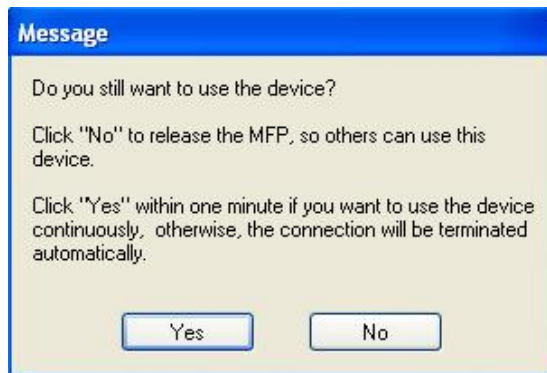 Message
Do you still want to use the device?
Click "No" to release the MFP, so others can use this
device.
Click "Yes" within one minute if you want to use the device
continuously,  otherwise, the connection will be terminated
automatically.
Yes
No